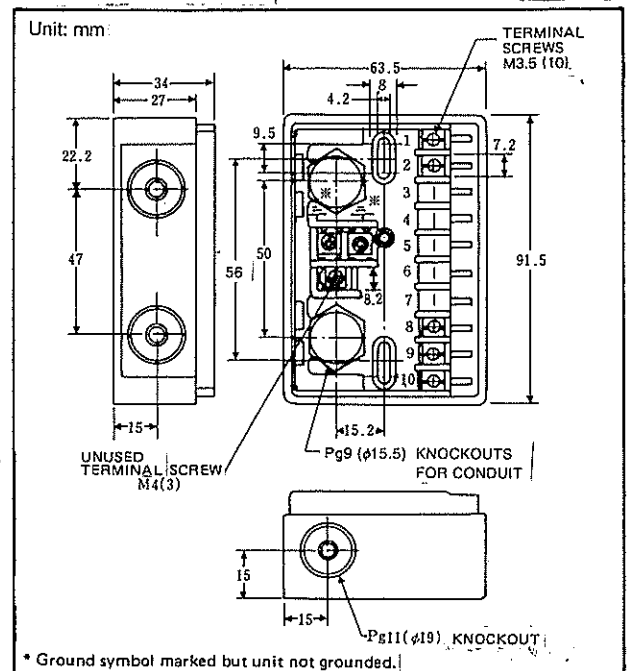 Unit: mm
TERMINAL
SCREWS
M3.5 (10)
34
27
63.5
8
4.2
9.5
7.2
22.2
47
56
50
91.5
8.2
1
2
3
4
5
6
7
8
9
10
※
※
15
15.2
UNUSED
TERMINAL SCREW
M4(3)
Pg9 (φ15.5) KNOCKOUTS
FOR CONDUIT
15
15
Pg11(φ19) KNOCKOUT
* Ground symbol marked but unit not grounded.